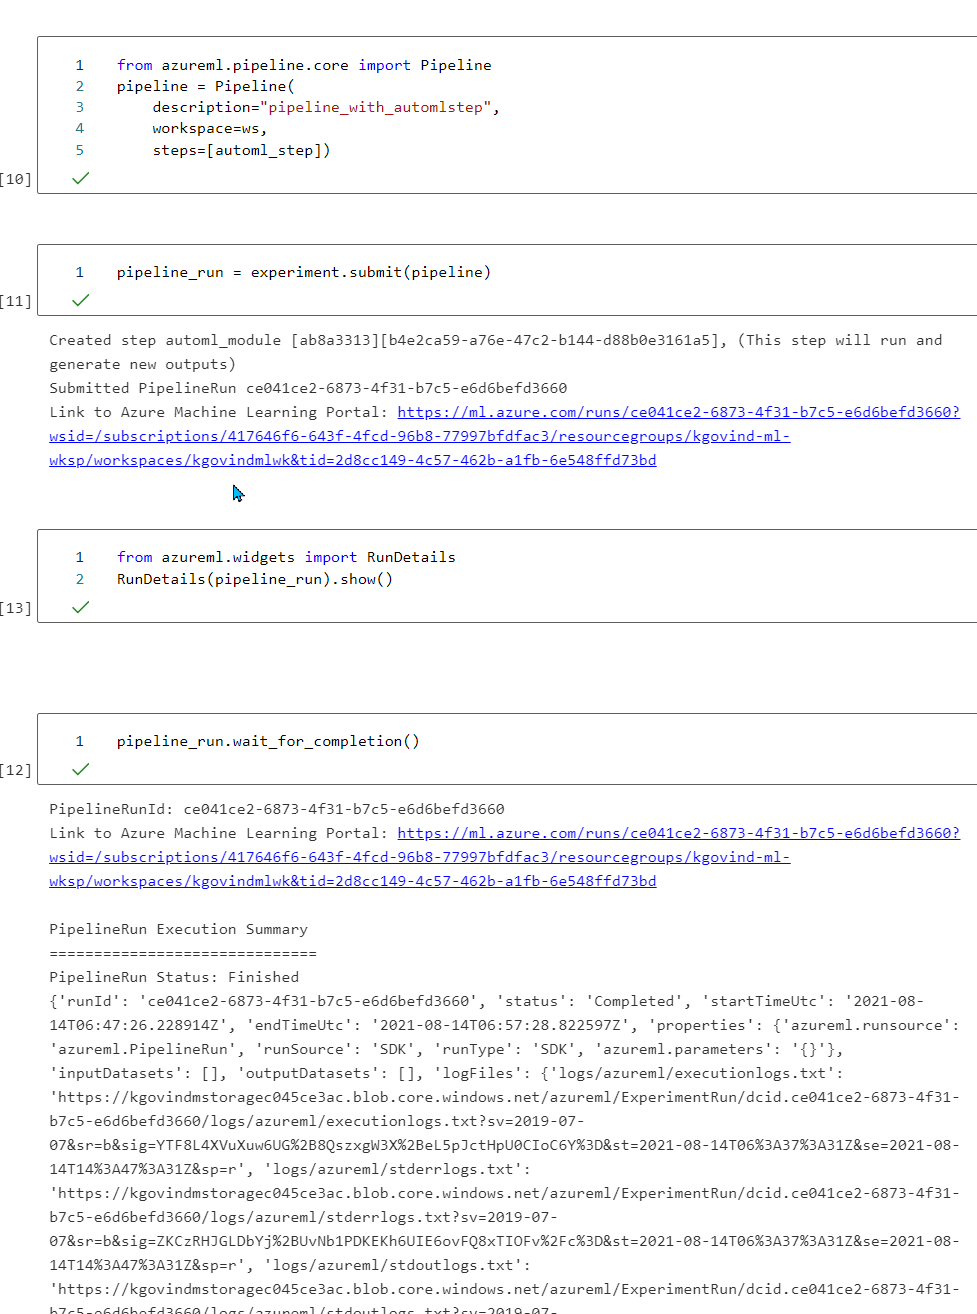 1 from azureml.pipeline.core import Pipeline
2 pipeline = Pipeline(
3 description="pipeline_with_automlstep",
4 workspace=ws,
5 steps=[automl_step])
[10]
1 pipeline_run = experiment.submit(pipeline)
[11]
Created step automl_module [ab8a3313][b4e2ca59-a76e-47c2-b144-d88b0e3161a5], (This step will run and
generate new outputs)
Submitted PipelineRun ce041ce2-6873-4f31-b7c5-e6d6befd3660
Link to Azure Machine Learning Portal: https://ml.azure.com/runs/ce041ce2-6873-4f31-b7c5-e6d6befd3660?
wsid=/subscriptions/417646f6-643f-4fcd-96b8-77997bfdfac3/resourcegroups/kgovind-ml-
wksp/workspaces/kgovindmlwk&tid=2d8cc149-4c57-462b-a1fb-6e548ffd73bd
1 from azureml.widgets import RunDetails
2 RunDetails(pipeline_run).show()
[13]
1 pipeline_run.wait_for_completion()
[12]
PipelineRunId: ce041ce2-6873-4f31-b7c5-e6d6befd3660
Link to Azure Machine Learning Portal: https://ml.azure.com/runs/ce041ce2-6873-4f31-b7c5-e6d6befd3660?
wsid=/subscriptions/417646f6-643f-4fcd-96b8-77997bfdfac3/resourcegroups/kgovind-ml-
wksp/workspaces/kgovindmlwk&tid=2d8cc149-4c57-462b-a1fb-6e548ffd73bd
PipelineRun Execution Summary
==============================
PipelineRun Status: Finished
{'runId': 'ce041ce2-6873-4f31-b7c5-e6d6befd3660', 'status': 'Completed', 'startTimeUtc': '2021-08-
14T06:47:26.228914Z', 'endTimeUtc': '2021-08-14T06:57:28.822597Z', 'properties': {'azureml.runsource':
'azureml.PipelineRun', 'runSource': 'SDK', 'runType': 'SDK', 'azureml.parameters': '{}'},
'inputDatasets': [], 'outputDatasets': [], 'logFiles': {'logs/azureml/executionlogs.txt':
'https://kgovindmstoragec045ce3ac.blob.core.windows.net/azureml/ExperimentRun/dcid.ce041ce2-6873-4f31-
b7c5-e6d6befd3660/logs/azureml/executionlogs.txt?sv=2019-07-
07&sr=b&sig=YTF8L4XVuXuw6UG%2B8QszxgW3X%2BeL5pJctHpU0CIoC6Y%3D&st=2021-08-14T06%3A37%3A31Z&se=2021-08-
14T14%3A47%3A31Z&sp=r', 'logs/azureml/stderrlogs.txt':
'https://kgovindmstoragec045ce3ac.blob.core.windows.net/azureml/ExperimentRun/dcid.ce041ce2-6873-4f31-
b7c5-e6d6befd3660/logs/azureml/stderrlogs.txt?sv=2019-07-
07&sr=b&sig=ZKCzRHJGLDbYj%2BUvNb1PDKEKh6UIE6ovFQ8xTIOFv%2Fc%3D&st=2021-08-14T06%3A37%3A31Z&se=2021-08-
14T14%3A47%3A31Z&sp=r', 'logs/azureml/stdoutlogs.txt':
'https://kgovindmstoragec045ce3ac.blob.core.windows.net/azureml/ExperimentRun/dcid.ce041ce2-6873-4f31-
b7c5-e6d6befd3660/logs/azureml/stdoutlogs.txt?sv=2019-07-